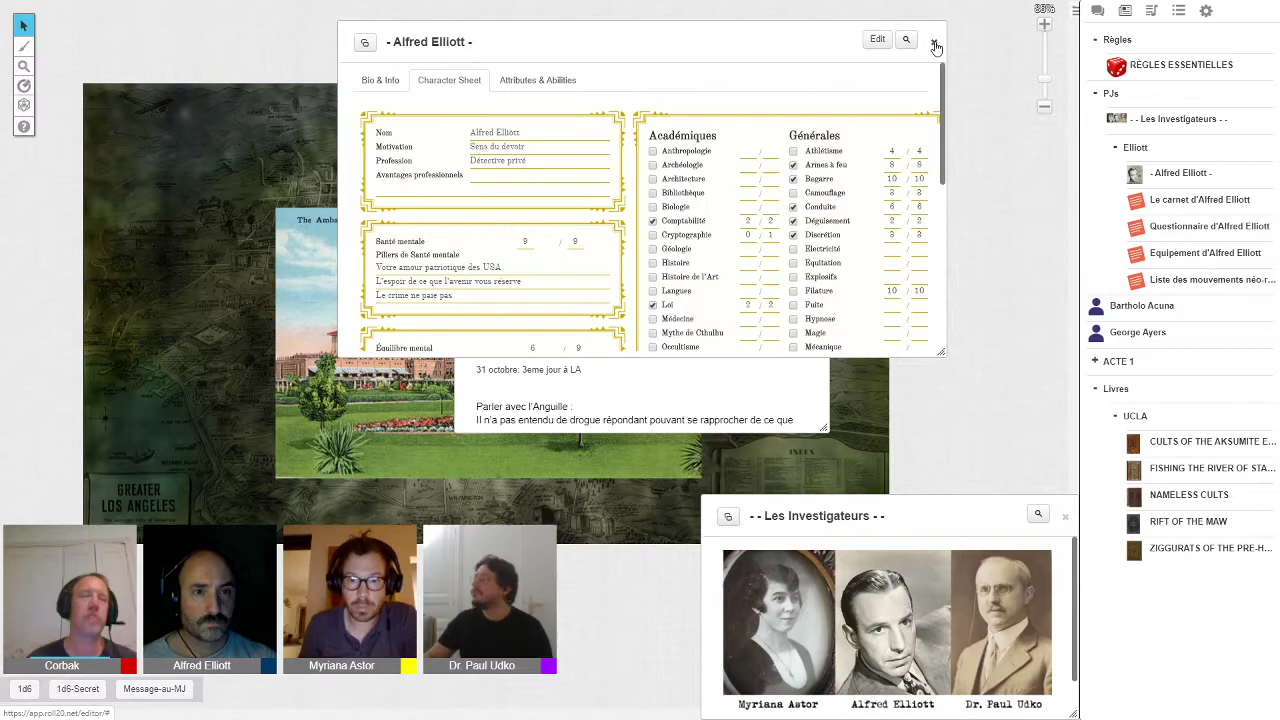 88%
- Alfred Elliott -
Edit
Bio & Info
Character Sheet
Attributes & Abilities
Nom
Alfred Elliott
Motivation
Sens du devoir
Profession
Détective privé
Avantages professionnels
Santé mentale
9 / 9
Piliers de Santé mentale
Votre amour patriotique des USA
L'espoir de ce que l'avenir vous réserve
Le crime ne paie pas
Équilibre mental
6 / 9
Académiques
Anthropologie /
Archéologie /
Architecture /
Bibliothèque /
Biologie /
Comptabilité 2 / 2
Cryptographie 0 / 1
Géologie /
Histoire /
Histoire de l'Art /
Langues /
Loi 2 / 2
Médecine /
Mythe de Cthulhu /
Occultisme /
Générales
Athlétisme 4 / 4
Armes à feu 8 / 8
Bagarre 10 / 10
Camouflage 2 / 2
Conduite 6 / 6
Déguisement 2 / 2
Discrétion 2 / 2
Electricité /
Equitation /
Explosifs /
Filature 10 / 10
Fuite /
Hypnose /
Magie /
Mécanique /
The Amba
31 octobre: 3eme jour à LA
Parler avec l'Anguille :
Il n'a pas entendu de drogue répondant pouvant se rapprocher de ce que
GREATER
LOS ANGELES
WILMINGTON
INDEX
- - Les Investigateurs - -
Myriana Astor
Alfred Elliott
Dr. Paul Udko
Corbak
Alfred Elliott
Myriana Astor
Dr. Paul Udko
1d6
1d6-Secret
Message-au-MJ
https://app.roll20.net/editor/#
Règles
RÈGLES ESSENTIELLES
PJs
- - Les Investigateurs -
Elliott
- Alfred Elliott -
Le carnet d'Alfred Elliott
Questionnaire d'Alfred Elliott
Equipement d'Alfred Elliott
Liste des mouvements néo-r...
Bartholo Acuna
George Ayers
ACTE 1
Livres
UCLA
CULTS OF THE AKSUMITE E...
FISHING THE RIVER OF STA...
NAMELESS CULTS
RIFT OF THE MAW
ZIGGURATS OF THE PRE-H...